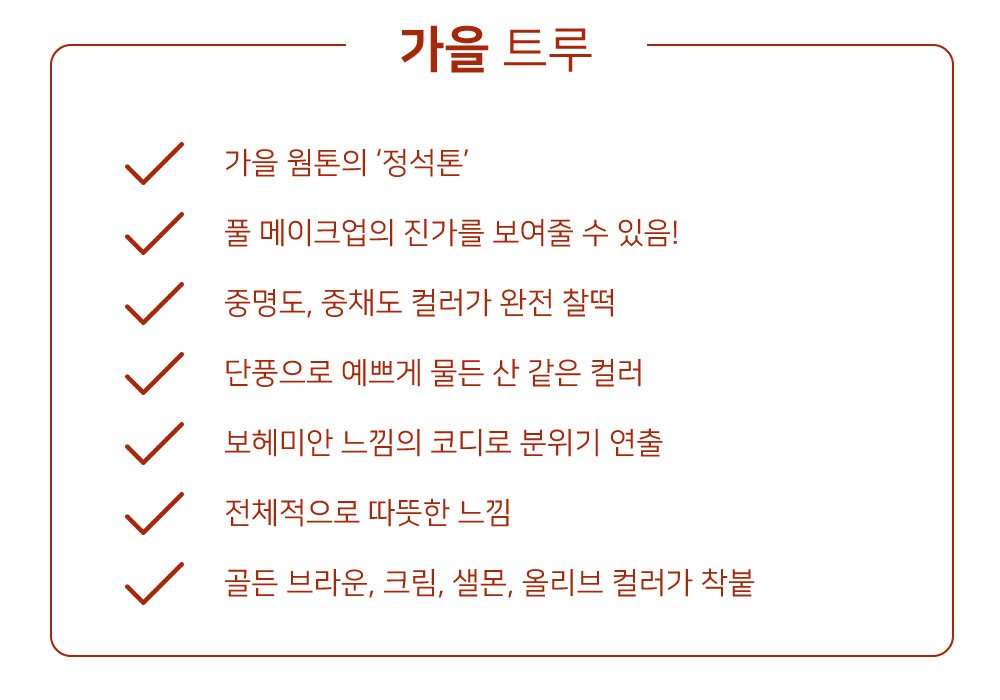 가을 트루
가을 웜톤의 ‘정석톤’
풀 메이크업의 진가를 보여줄 수 있음!
중명도, 중채도 컬러가 완전 찰떡
단풍으로 예쁘게 물든 산 같은 컬러
보헤미안 느낌의 코디로 분위기 연출
전체적으로 따뜻한 느낌
골든 브라운, 크림, 샐몬, 올리브 컬러가 착붙